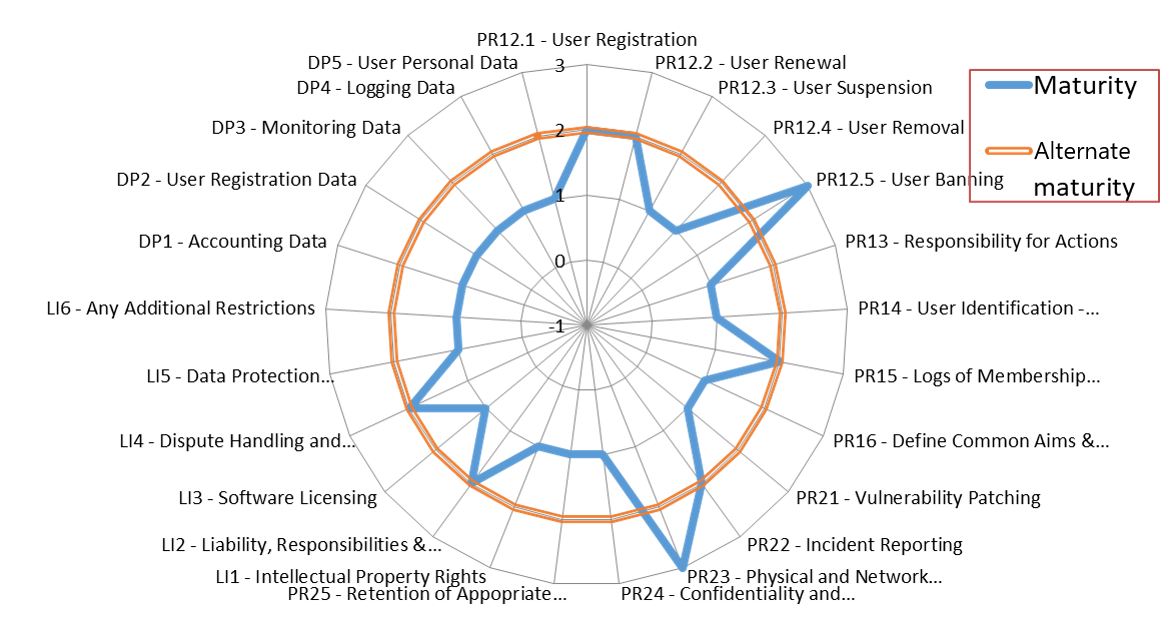 PR12.1 - User Registration
PR12.2 - User Renewal
PR12.3 - User Suspension
PR12.4 - User Removal
PR12.5 - User Banning
PR13 - Responsibility for Actions
PR14 - User Identification -...
PR15 - Logs of Membership...
PR16 - Define Common Aims &...
PR21 - Vulnerability Patching
PR22 - Incident Reporting
PR23 - Physical and Network...
PR24 - Confidentiality and...
PR25 - Retention of Appopriate...
LI1 - Intellectual Property Rights
LI2 - Liability, Responsibilities &...
LI3 - Software Licensing
LI4 - Dispute Handling and...
LI5 - Data Protection...
LI6 - Any Additional Restrictions
DP1 - Accounting Data
DP2 - User Registration Data
DP3 - Monitoring Data
DP4 - Logging Data
DP5 - User Personal Data
3
2
1
0
-1
Maturity
Alternate
maturity